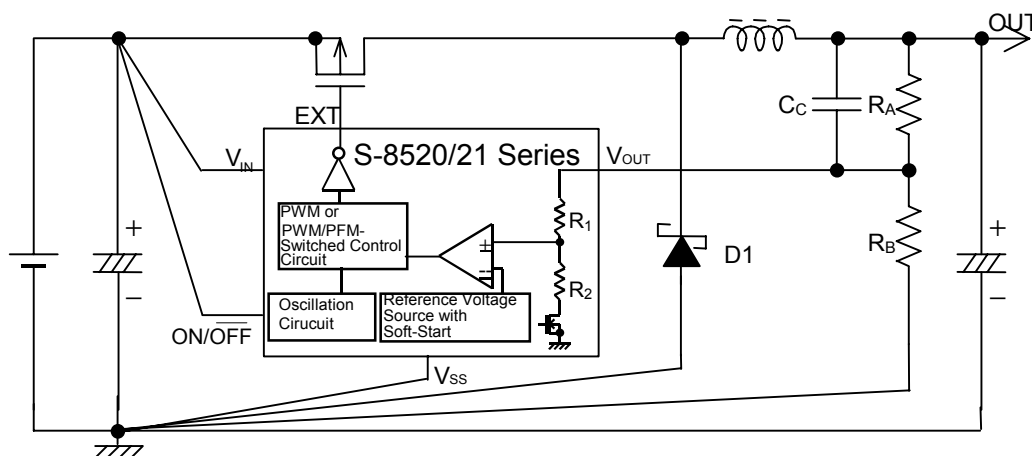 OUT
EXT
S-8520/21 Series
VIN
VOUT
CC
RA
PWM or
PWM/PFM-
Switched Control
Circuit
R1
RB
+
+
D1
R2
−
−
Oscillation
Cirucuit
Reference Voltage
Source with
Soft-Start
ON/OFF
VSS